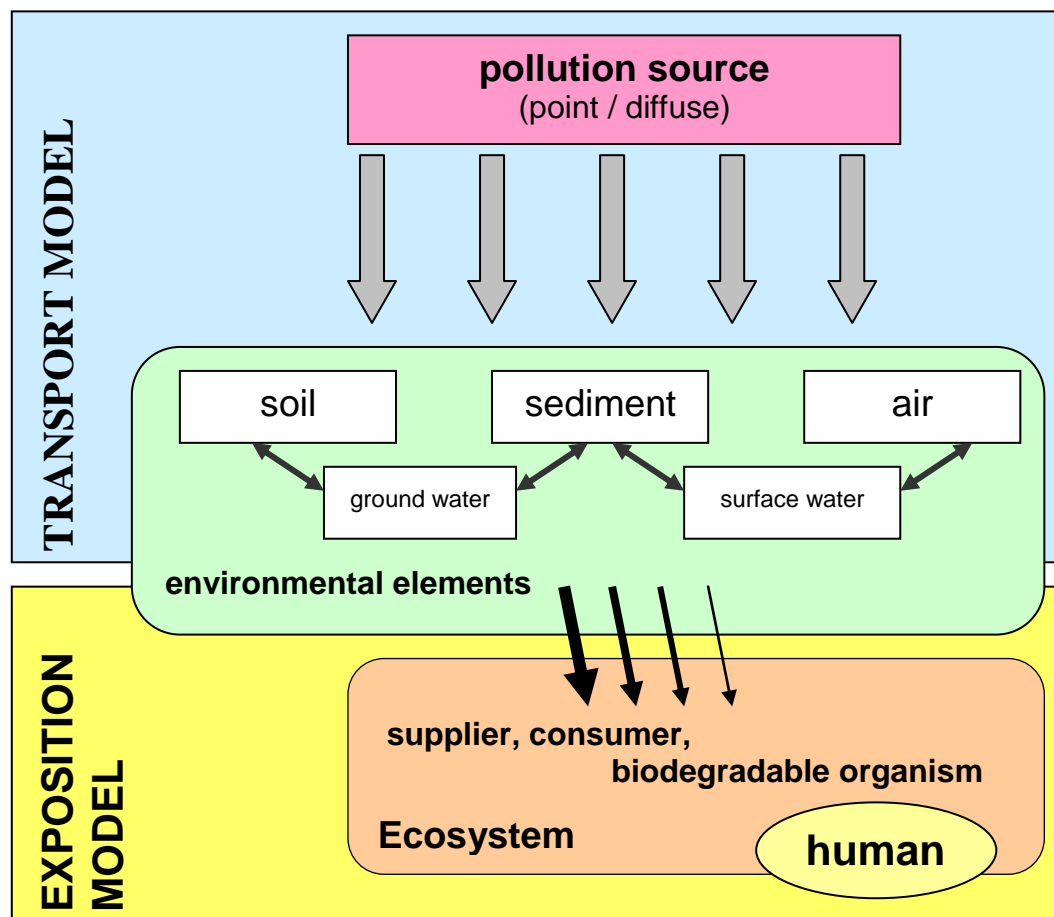 TRANSPORT MODEL
pollution source
(point / diffuse)
soil
sediment
air
ground water
surface water
environmental elements
EXPOSITION
MODEL
supplier, consumer,
biodegradable organism
Ecosystem
human